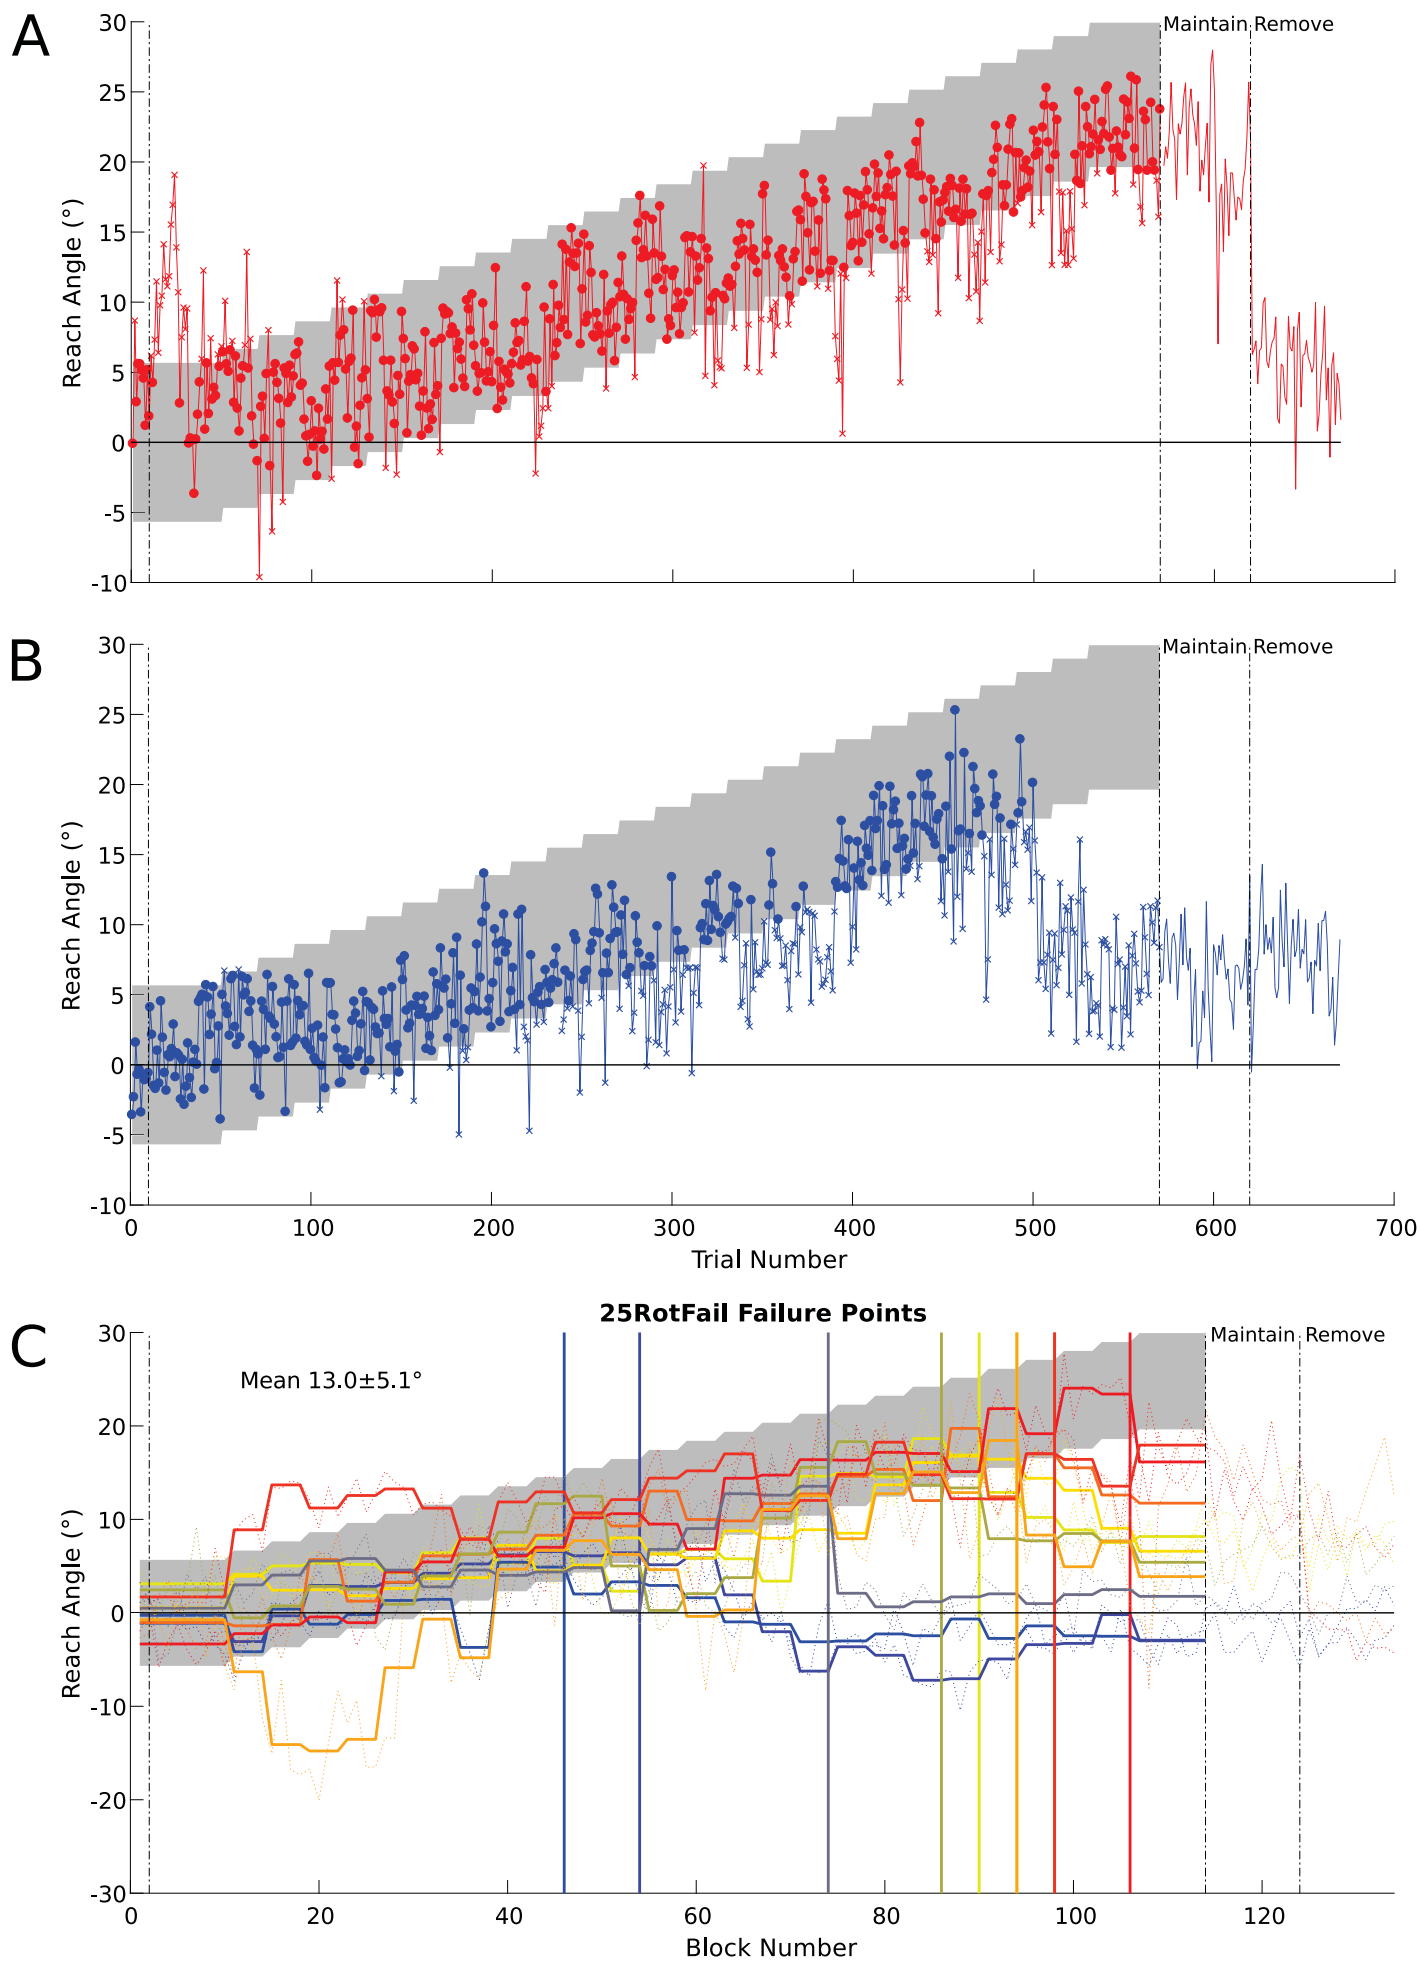 A
30
25
20
15
10
5
0
-5
-10
Reach Angle (°)
Maintain Remove
B
30
25
20
15
10
5
0
-5
-10
Reach Angle (°)
Maintain Remove
0 100 200 300 400 500 600 700
Trial Number
25RotFail Failure Points
C
30
20
10
0
-10
-20
-30
Reach Angle (°)
Mean 13.0±5.1°
Maintain Remove
0 20 40 60 80 100 120
Block Number